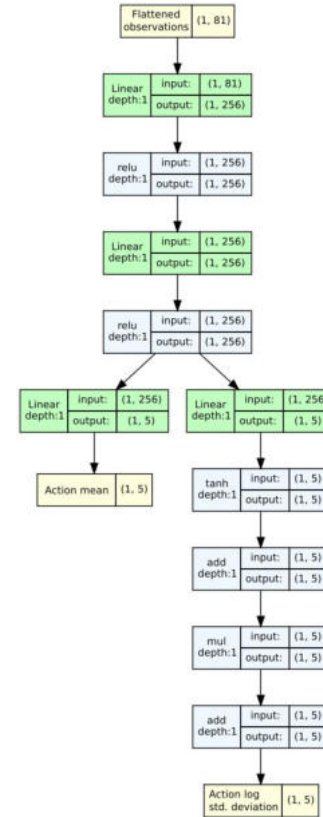 Flattened
observations
(1, 81)
Linear
depth:1
input: (1, 81)
output: (1, 256)
relu
depth:1
input: (1, 256)
output: (1, 256)
Linear
depth:1
input: (1, 256)
output: (1, 256)
relu
depth:1
input: (1, 256)
output: (1, 256)
Linear
depth:1
input: (1, 256)
output: (1, 5)
Action mean (1, 5)
Linear
depth:1
input: (1, 256
output: (1, 5)
tanh
depth:1
input: (1, 5)
output: (1, 5)
add
depth:1
input: (1, 5)
output: (1, 5)
mul
depth:1
input: (1, 5)
output: (1, 5)
add
depth:1
input: (1, 5)
output: (1, 5)
Action log
std. deviation
(1, 5)